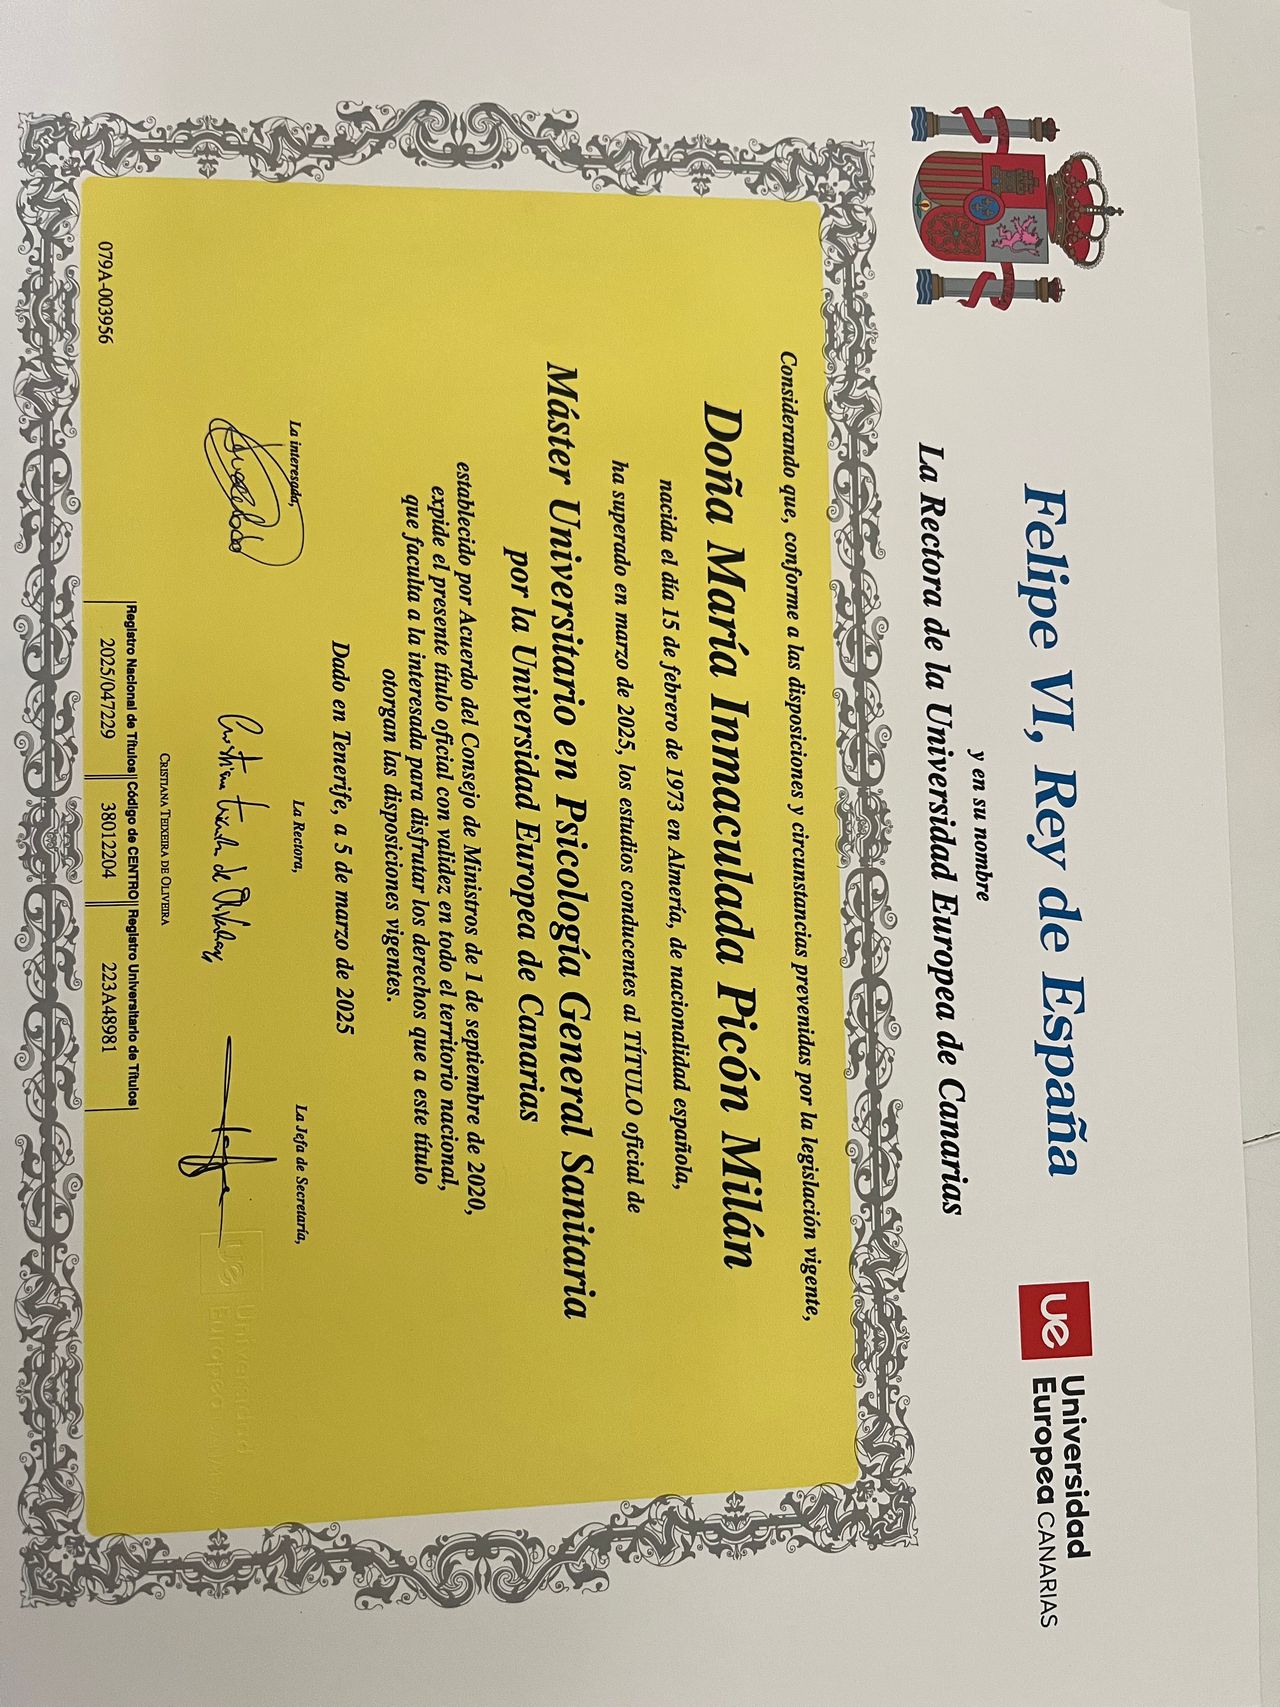 Felipe VI, Rey de España
y en su nombre
La Rectora de la Universidad Europea de Canarias
ue Universidad
Europea CANARIAS
Considerando que, conforme a las disposiciones y circunstancias prevenidas por la legislación vigente,
Doña María Inmaculada Picón Milán
nacida el día 15 de febrero de 1973 en Almería, de nacionalidad española,
ha superado en marzo de 2025, los estudios conducentes al TÍTULO oficial de
Máster Universitario en Psicología General Sanitaria
por la Universidad Europea de Canarias
establecido por Acuerdo del Consejo de Ministros de 1 de septiembre de 2020,
expide el presente título oficial con validez en todo el territorio nacional,
que faculta a la interesada para disfrutar los derechos que a este título
otorgan las disposiciones vigentes.
Dado en Tenerife, a 5 de marzo de 2025
La interesada,
La Rectora,
La Jefa de Secretaría,
ue Universidad
Europea
CRISTIANA TEIXEIRA DE OLIVEIRA
079A-003956
Registro Nacional de Títulos Código de CENTRO Registro Universitario de Títulos
2025/047229 38012204 223A48981